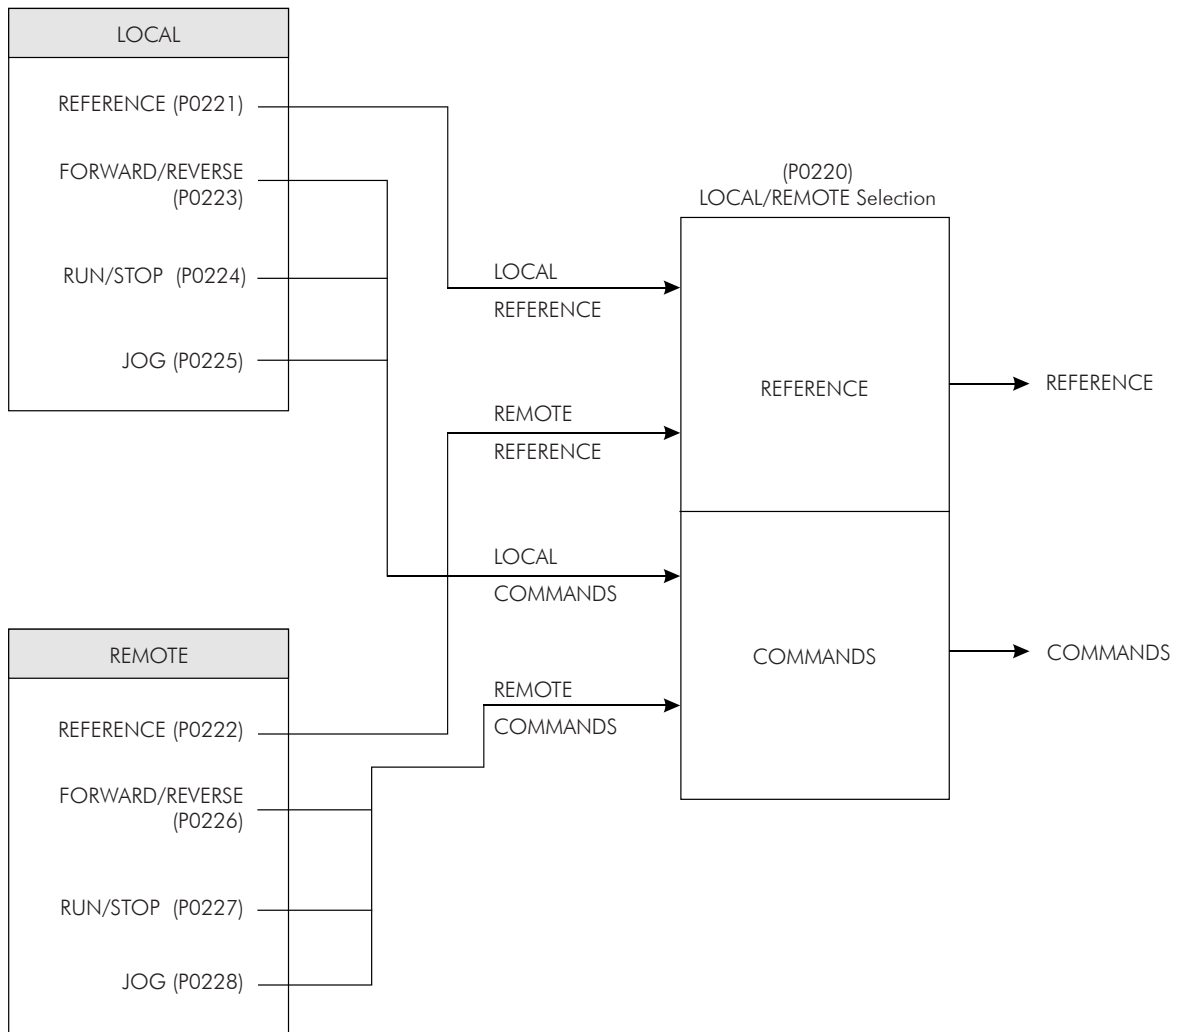 LOCAL
REFERENCE (P0221)
FORWARD/REVERSE
(P0223)
RUN/STOP (P0224)
JOG (P0225)
REMOTE
REFERENCE (P0222)
FORWARD/REVERSE
(P0226)
RUN/STOP (P0227)
JOG (P0228)
LOCAL
REFERENCE
REMOTE
REFERENCE
LOCAL
COMMANDS
REMOTE
COMMANDS
(P0220)
LOCAL/REMOTE Selection
REFERENCE
COMMANDS
REFERENCE
COMMANDS